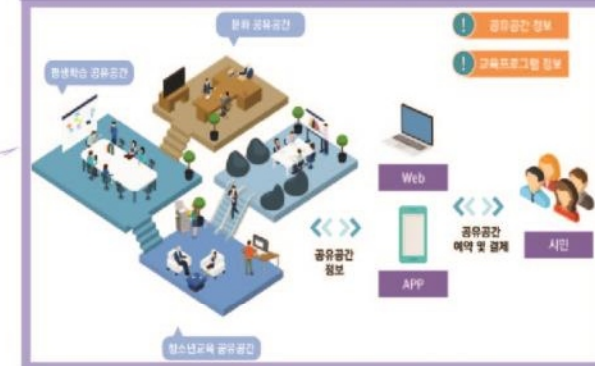 문화 공유공간
공유공간 정보
교육프로그램 정보
평생학습 공유공간
Web
공유공간
정보
APP
공유공간
예약 및 결제
시민
청소년교육 공유공간